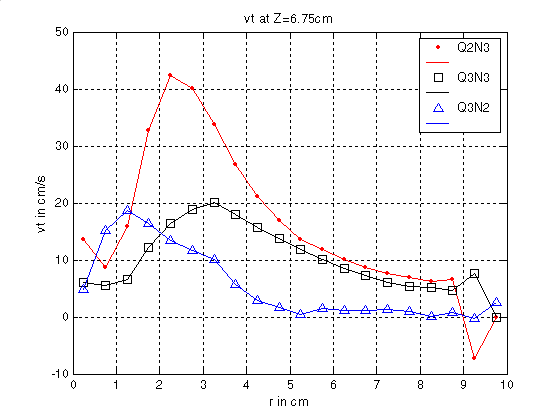 vt at Z=6.75cm
50
40
30
20
10
0
-10
vt in cm/s
Q2N3
Q3N3
Q3N2
0 1 2 3 4 5 6 7 8 9 10
r in cm